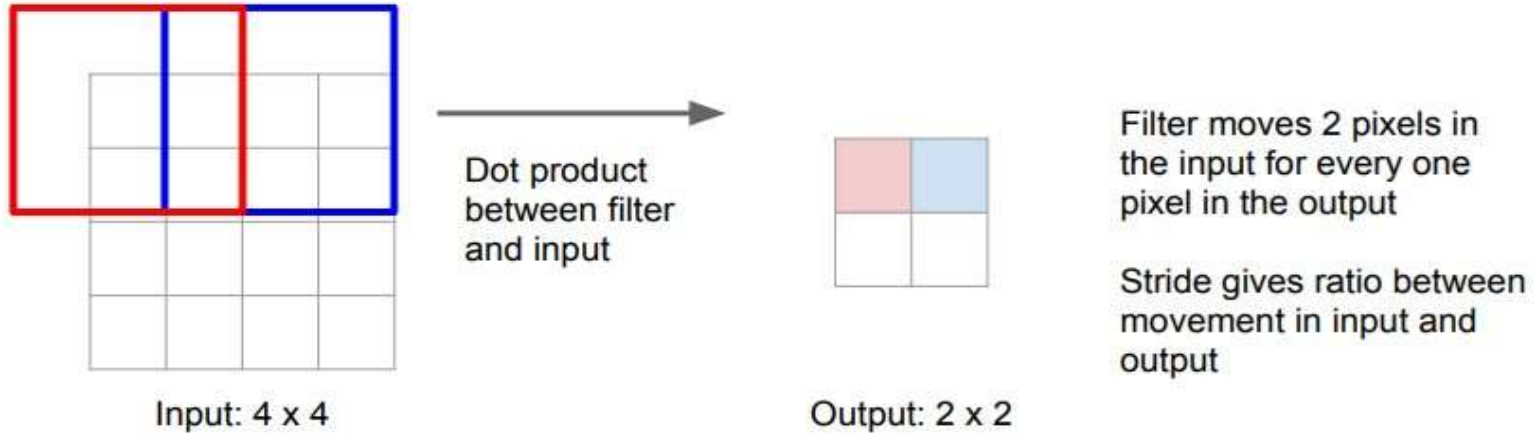 Dot product
between filter
and input
Filter moves 2 pixels in
the input for every one
pixel in the output
Stride gives ratio between
movement in input and
output
Input: 4 x 4
Output: 2 x 2